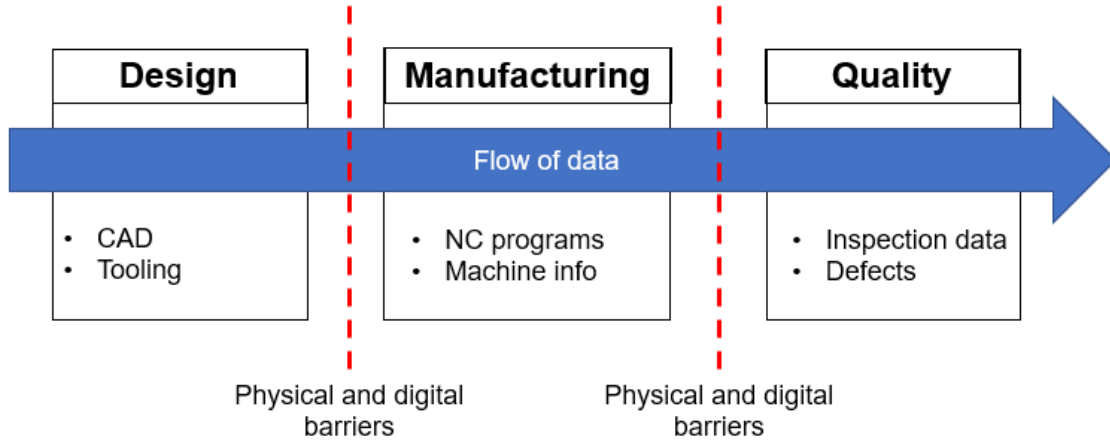 Design
Manufacturing
Quality
Flow of data
• CAD
• Tooling
• NC programs
• Machine info
• Inspection data
• Defects
Physical and digital
barriers
Physical and digital
barriers